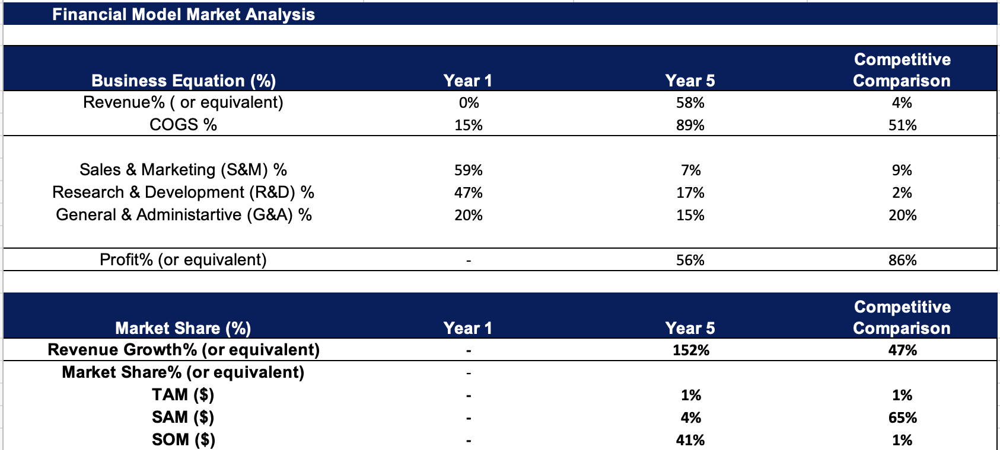 Financial Model Market Analysis
Business Equation (%) Year 1 Year 5 Competitive Comparison
Revenue% ( or equivalent) 0% 58% 4%
COGS % 15% 89% 51%
Sales & Marketing (S&M) % 59% 7% 9%
Research & Development (R&D) % 47% 17% 2%
General & Administartive (G&A) % 20% 15% 20%
Profit% (or equivalent) - 56% 86%
Market Share (%) Year 1 Year 5 Competitive Comparison
Revenue Growth% (or equivalent) - 152% 47%
Market Share% (or equivalent) -
TAM ($) - 1% 1%
SAM ($) - 4% 65%
SOM ($) - 41% 1%